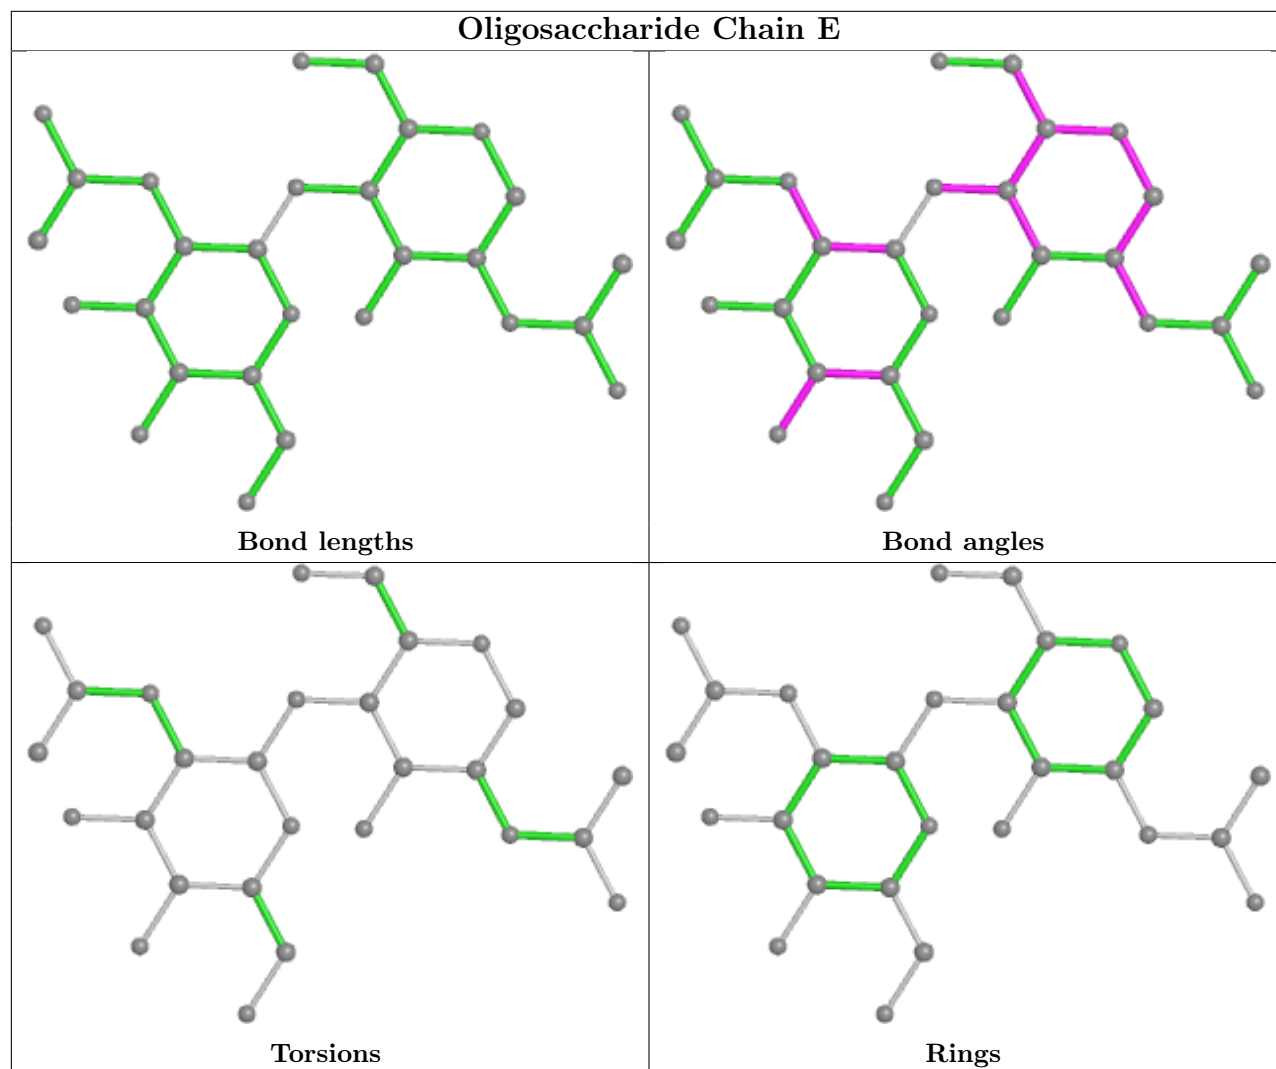 Oligosaccharide Chain E
Bond lengths
Bond angles
Torsions
Rings